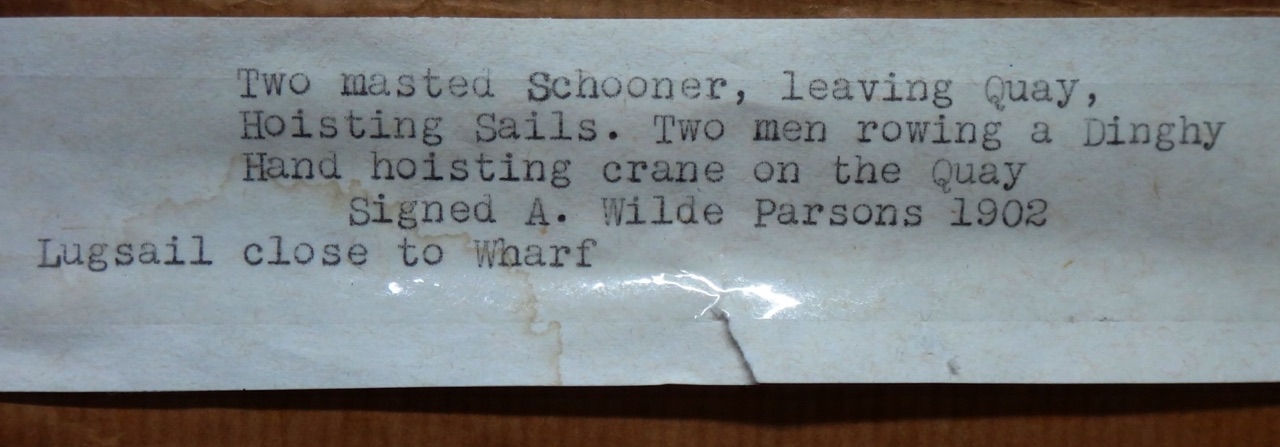 Two masted Schooner, leaving Quay,
Hoisting Sails. Two men rowing a Dinghy
Hand hoisting crane on the Quay
Signed A. Wilde Parsons 1902
Lugsail close to Wharf